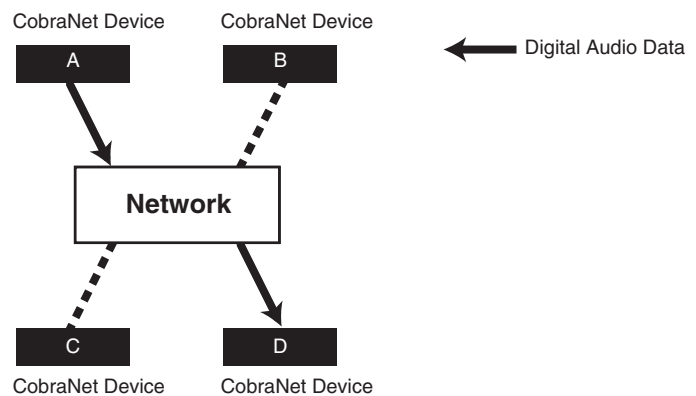 CobraNet Device
CobraNet Device
A
B
Digital Audio Data
Network
C
D
CobraNet Device
CobraNet Device